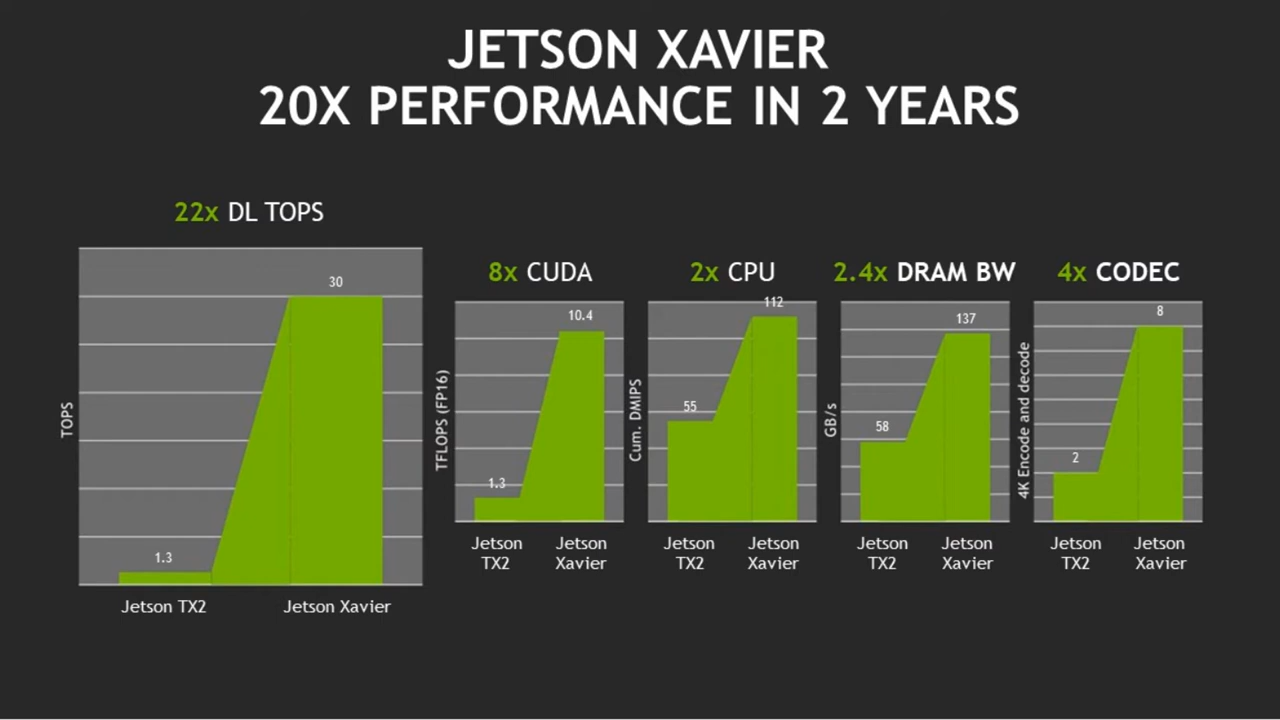 JETSON XAVIER
20X PERFORMANCE IN 2 YEARS
22x DL TOPS
TOPS
1.3
30
Jetson TX2
Jetson Xavier
8x CUDA
TFLOPS (FP16)
1.3
10.4
Jetson
TX2
Jetson
Xavier
2x CPU
Cum. DMIPS
55
112
Jetson
TX2
Jetson
Xavier
2.4x DRAM BW
GB/s
58
137
Jetson
TX2
Jetson
Xavier
4x CODEC
4K Encode and decode
2
8
Jetson
TX2
Jetson
Xavier